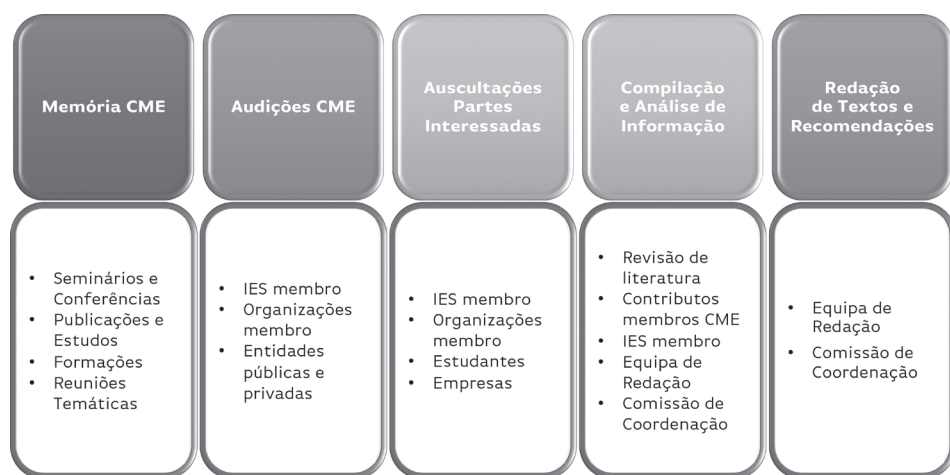 Memória CME
• Seminários e
Conferências
• Publicações e
Estudos
• Formações
• Reuniões
Temáticas
Audições CME
• IES membro
• Organizações
membro
• Entidades
públicas e
privadas
Auscultações
Partes
Interessadas
• IES membro
• Organizações
membro
• Estudantes
• Empresas
Compilação
e Análise de
Informação
• Revisão de
literatura
• Contributos
membros CME
• IES membro
• Equipa de
Redação
• Comissão de
Coordenação
Redação
de Textos e
Recomendações
• Equipa de
Redação
• Comissão de
Coordenação